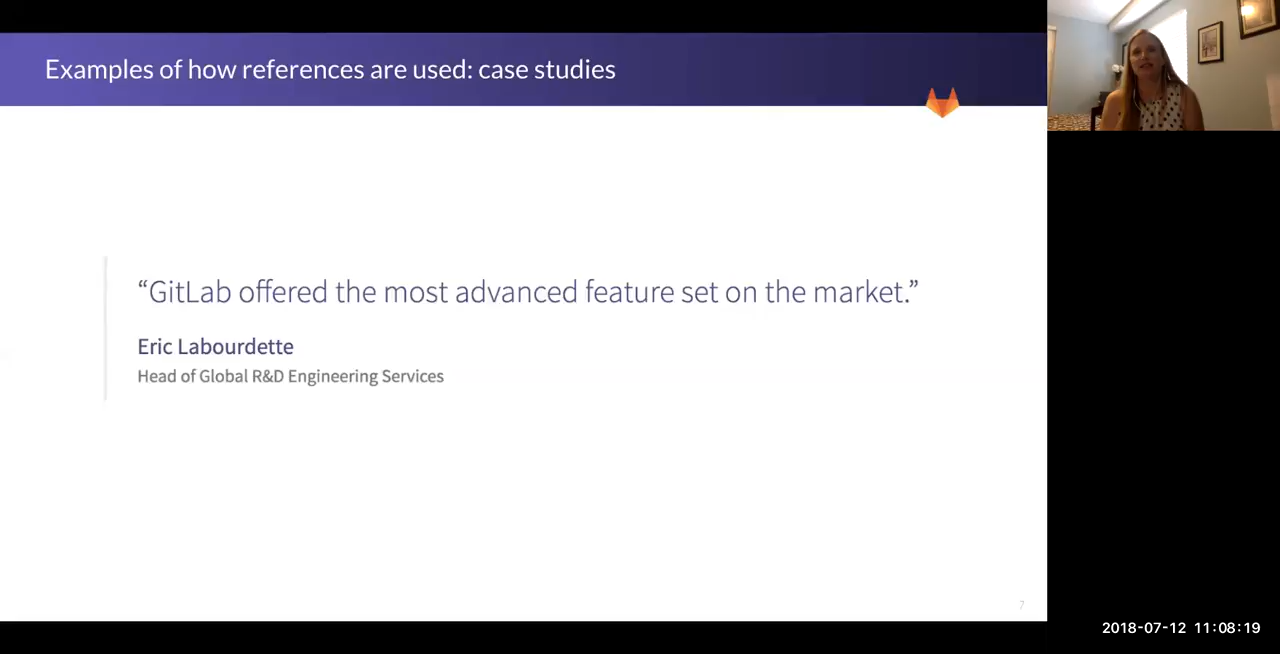 Examples of how references are used: case studies
“GitLab offered the most advanced feature set on the market.”
Eric Labourdette
Head of Global R&D Engineering Services
7
2018-07-12 11:08:19